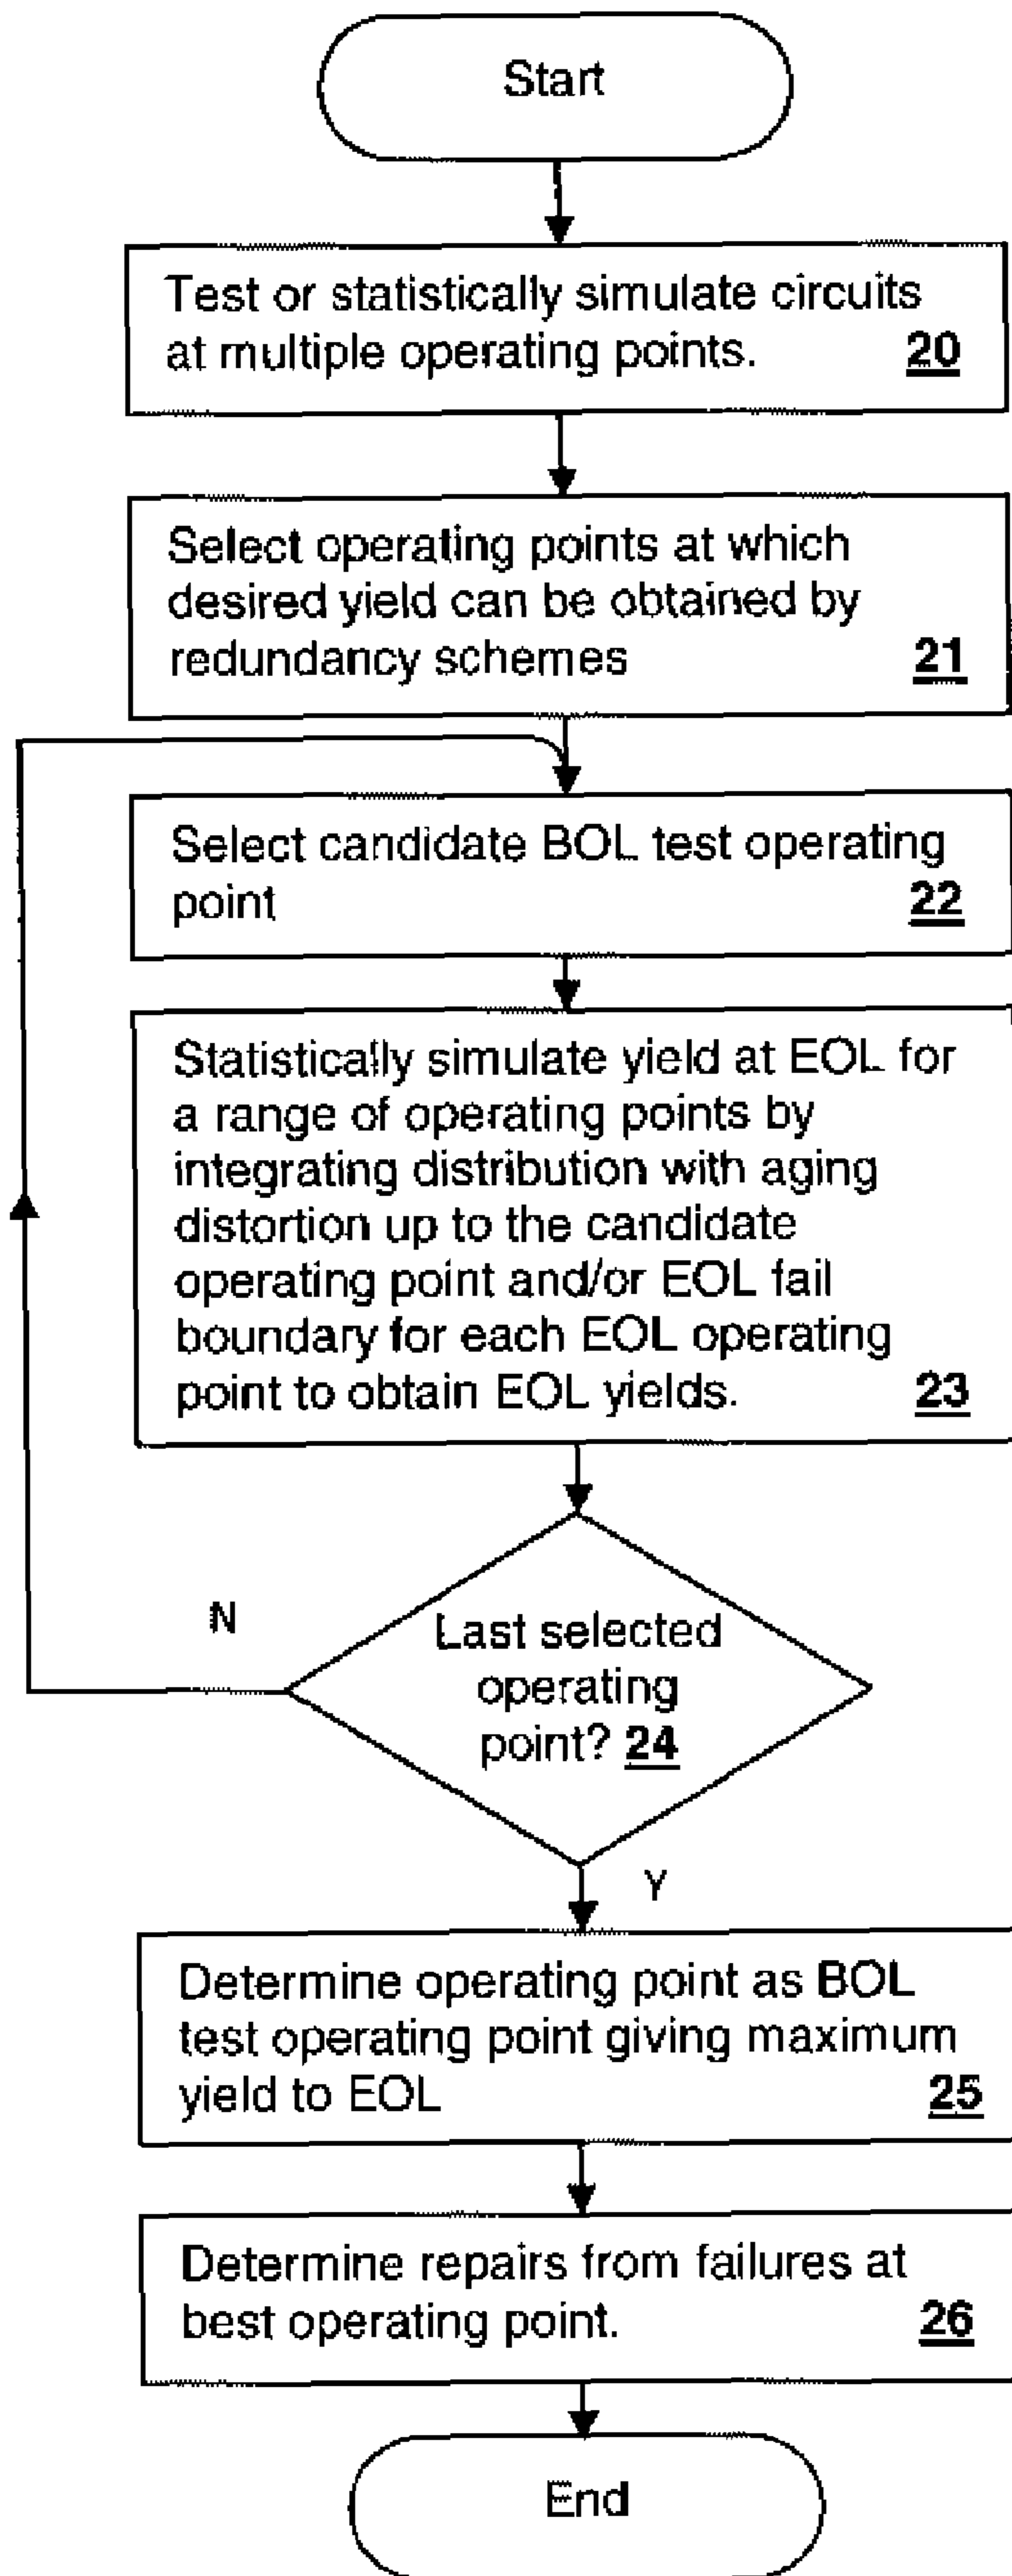 Start
Test or statistically simulate circuits
at multiple operating points. 20
Select operating points at which
desired yield can be obtained by
redundancy schemes 21
Select candidate BOL test operating
point 22
Statistically simulate yield at EOL for
a range of operating points by
integrating distribution with aging
distortion up to the candidate
operating point and/or EOL fail
boundary for each EOL operating
point to obtain EOL yields. 23
N
Last selected
operating
point? 24
Y
Determine operating point as BOL
test operating point giving maximum
yield to EOL 25
Determine repairs from failures at
best operating point. 26
End